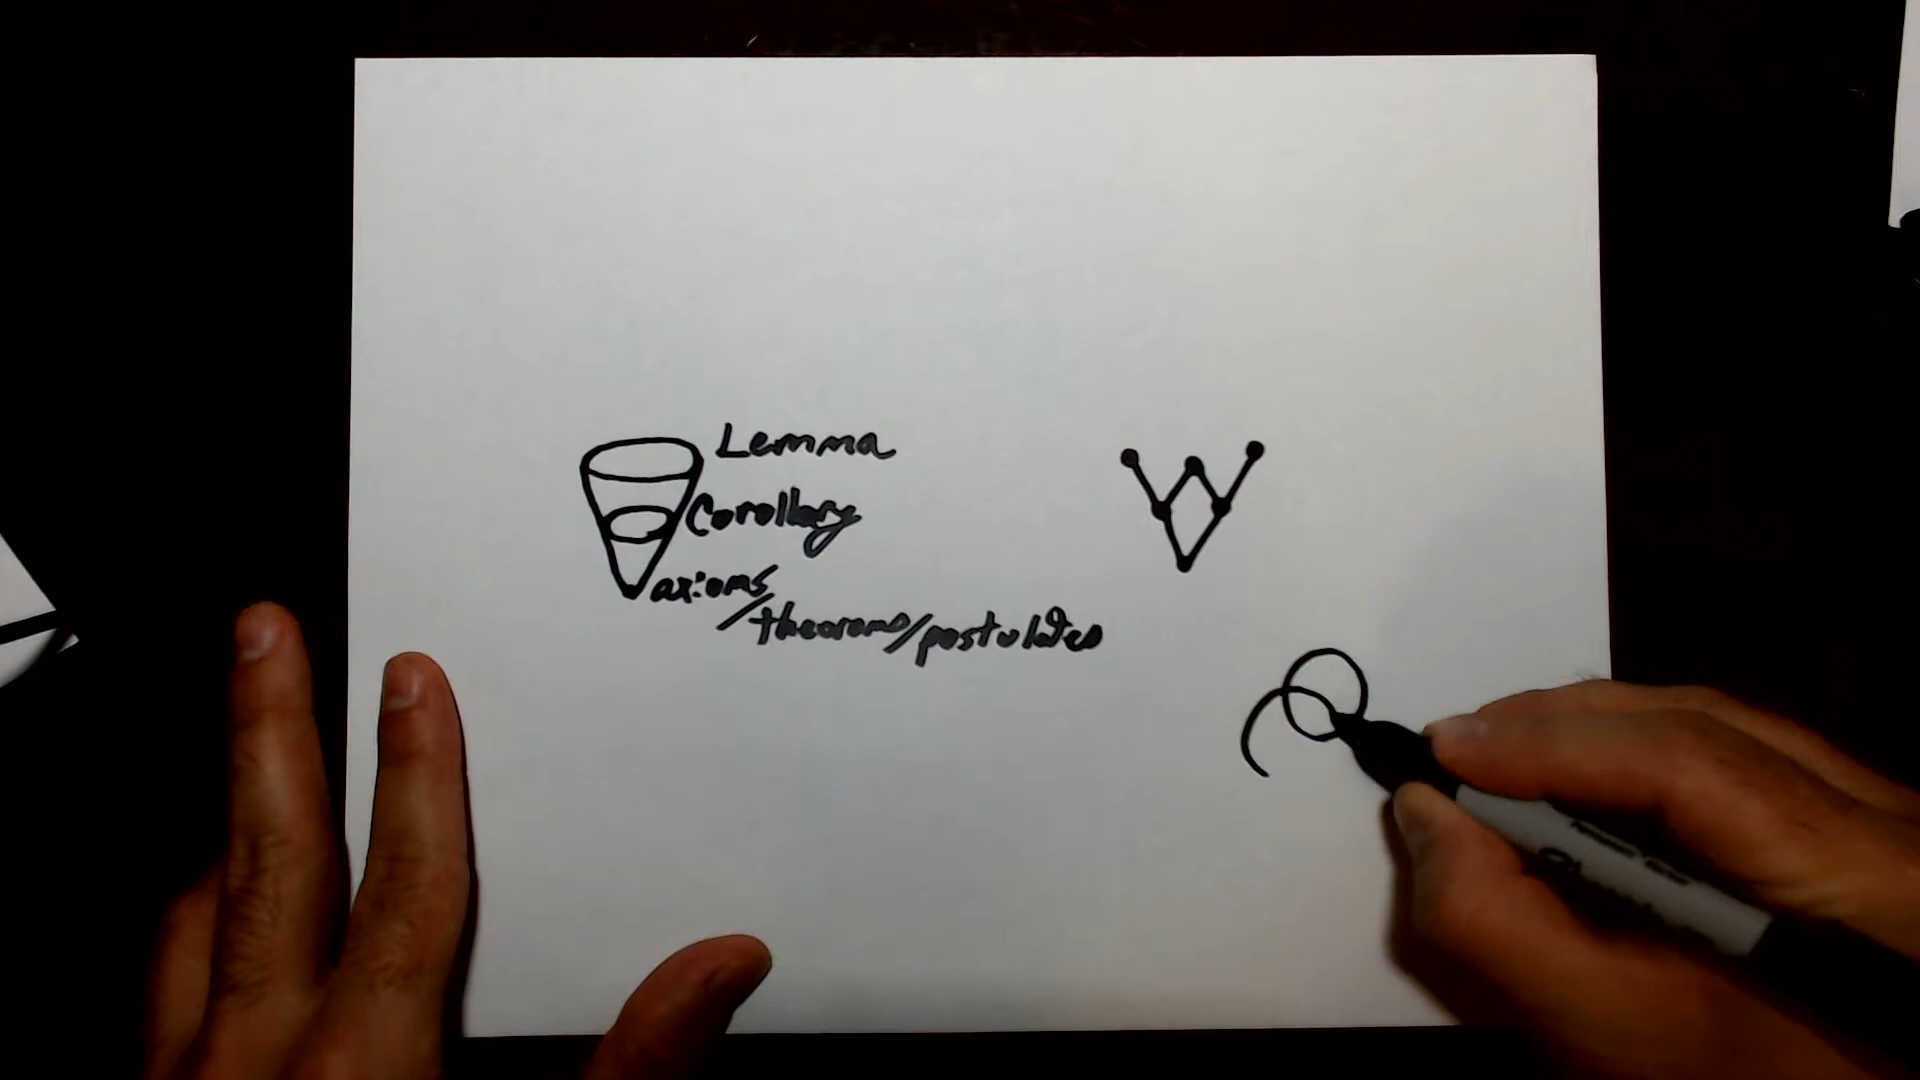 Lemma
Corollary
axioms
/theorems/postulates